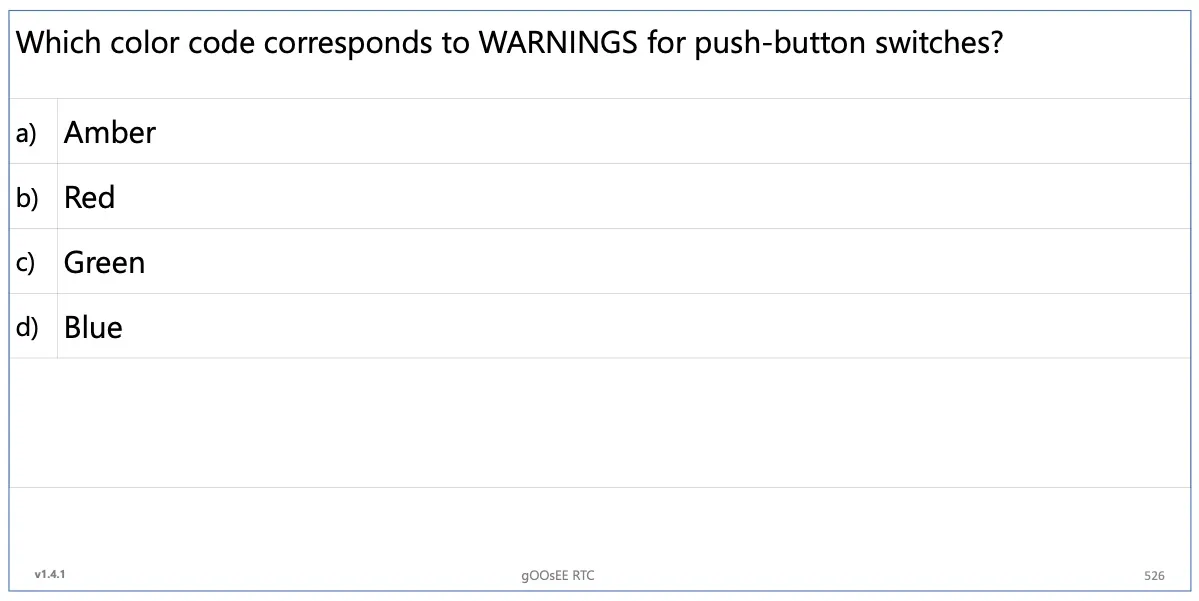 Which color code corresponds to WARNINGS for push-button switches?
a) Amber
b) Red
c) Green
d) Blue
v1.4.1 gOOsEE RTC 526